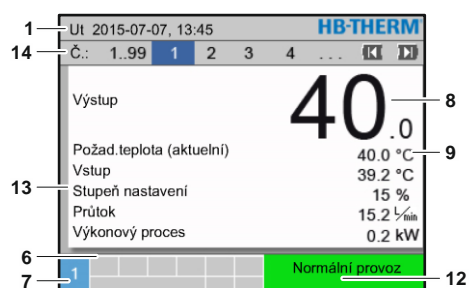 1 Ut 2015-07-07, 13:45 HB-THERM
14 Č.: 1..99 1 2 3 4 ...
Výstup 40.0 8
Požad.teplota (aktuelní) 40.0 °C 9
Vstup 39.2 °C
13 Stupeň nastavení 15 %
Průtok 15.2 L/min
Výkonový proces 0.2 kW
6
7 1 Normální provoz 12